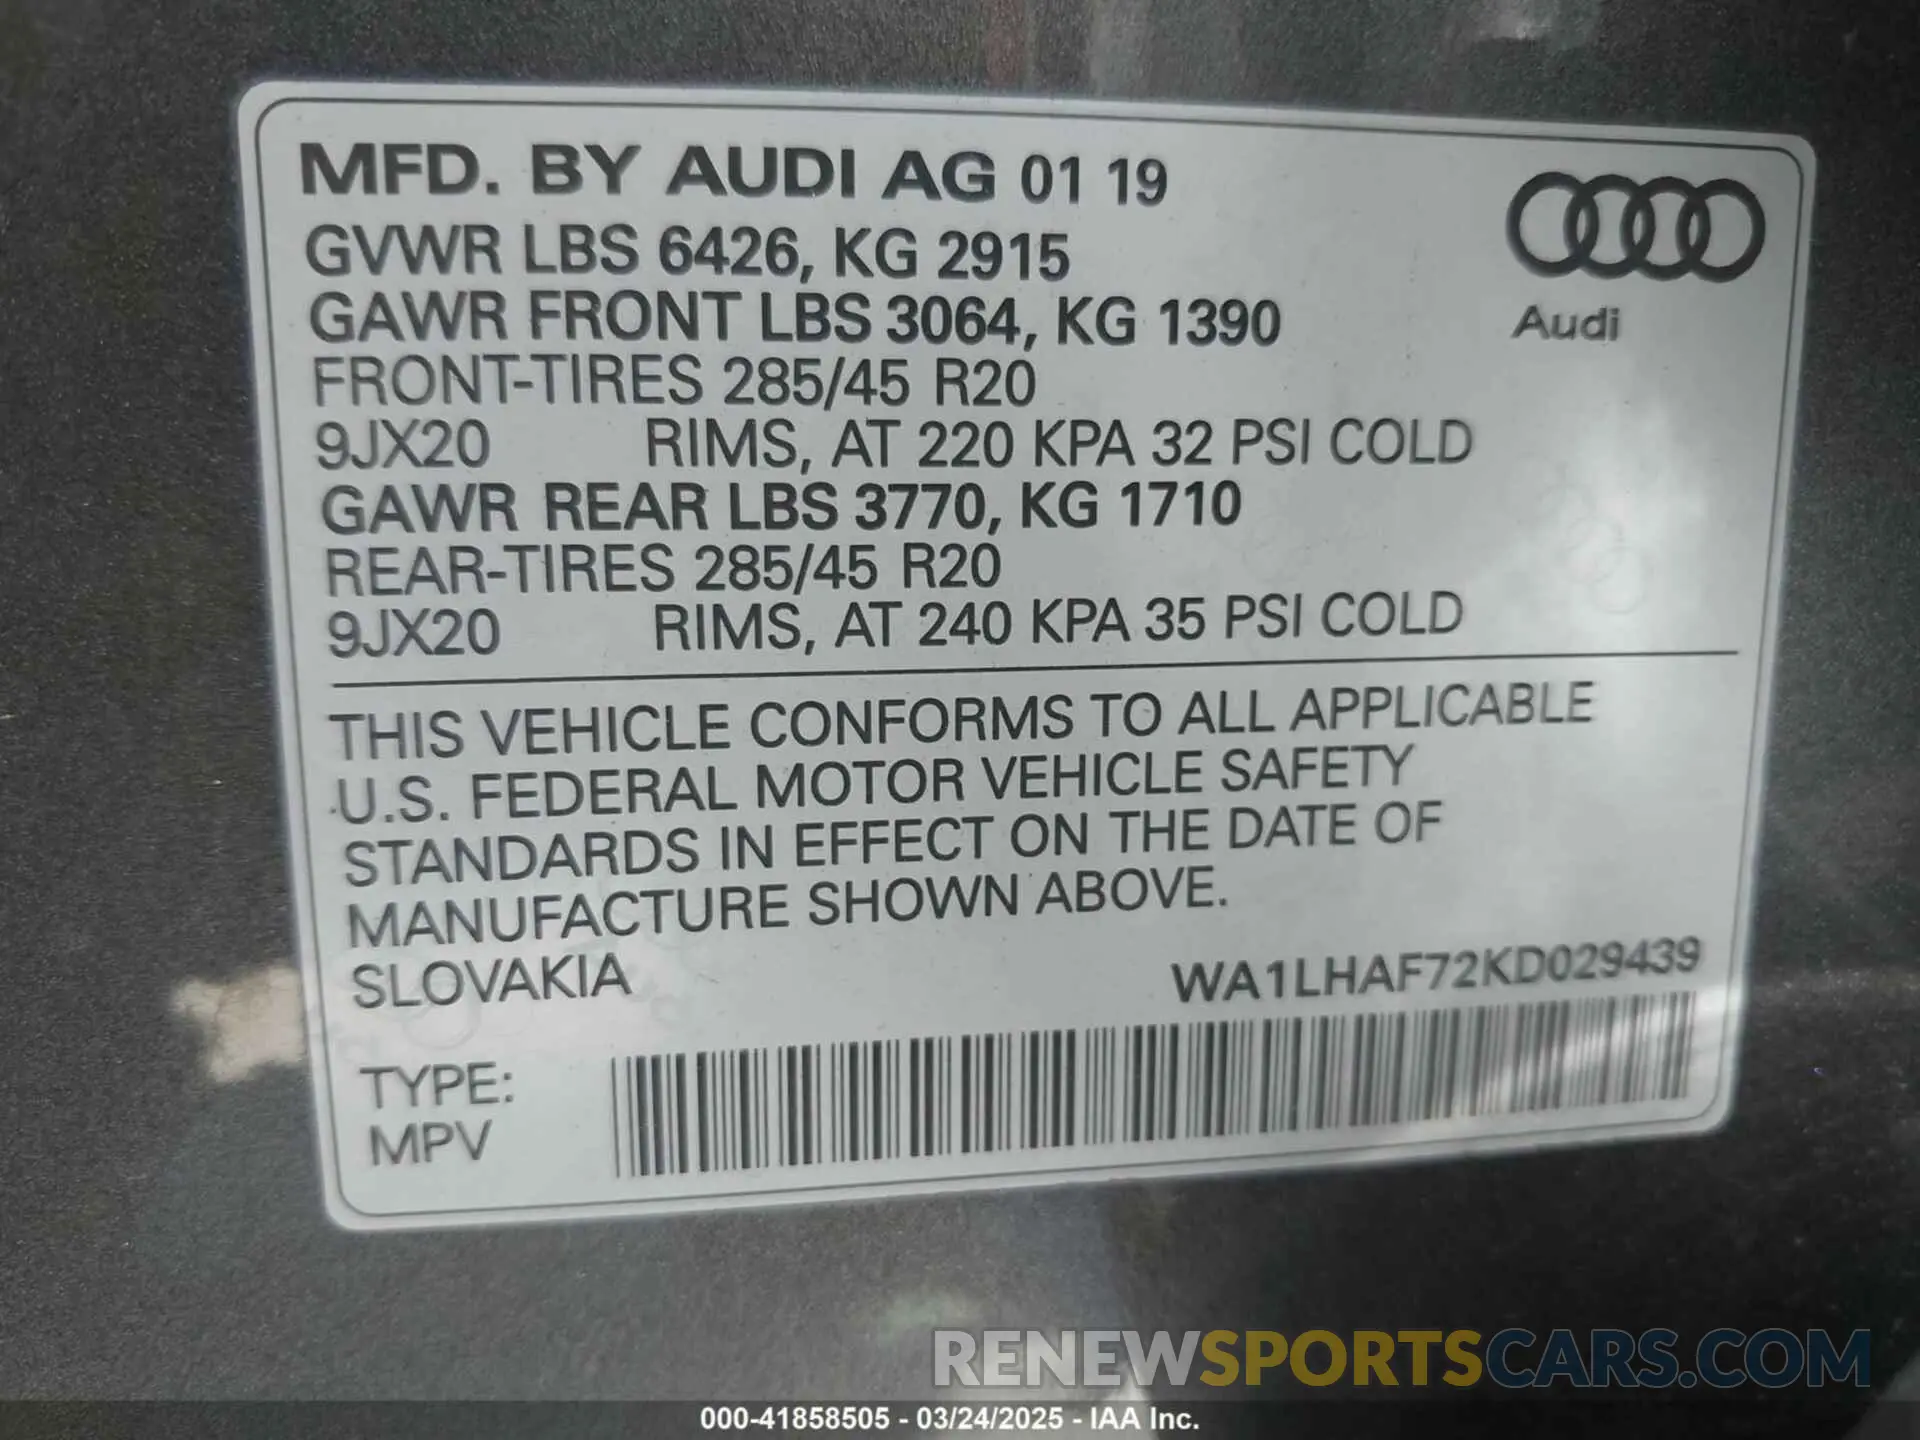 MFD. BY AUDI AG 01 19
GVWR LBS 6426, KG 2915
GAWR FRONT LBS 3064, KG 1390
FRONT-TIRES 285/45 R20
9JX20 RIMS, AT 220 KPA 32 PSI COLD
GAWR REAR LBS 3770, KG 1710
REAR-TIRES 285/45 R20
9JX20 RIMS, AT 240 KPA 35 PSI COLD
Audi
THIS VEHICLE CONFORMS TO ALL APPLICABLE
U.S. FEDERAL MOTOR VEHICLE SAFETY
STANDARDS IN EFFECT ON THE DATE OF
MANUFACTURE SHOWN ABOVE.
SLOVAKIA WA1LHAF72KD029439
TYPE:
MPV
RENEWSPORTSCARS.COM
000-41858505 - 03/24/2025 - IAA Inc.